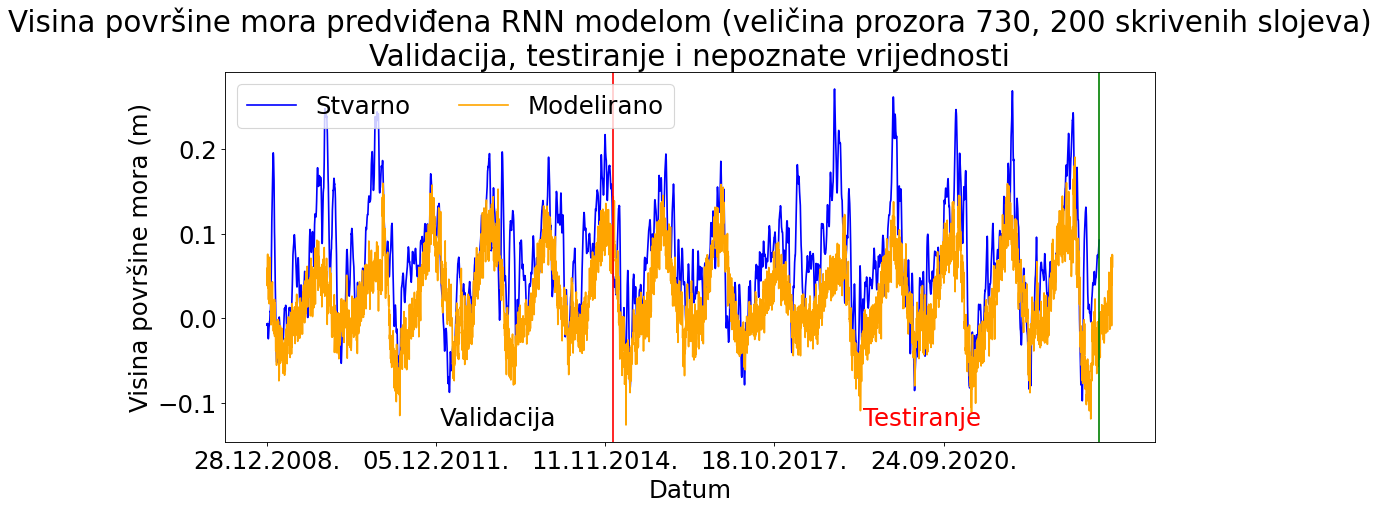 Visina površine mora predviđena RNN modelom (veličina prozora 730, 200 skrivenih slojeva)
Validacija, testiranje i nepoznate vrijednosti
Stvarno
Modelirano
Visina površine mora (m)
0.2
0.1
0.0
−0.1
Validacija
Testiranje
28.12.2008.
05.12.2011.
11.11.2014.
18.10.2017.
24.09.2020.
Datum